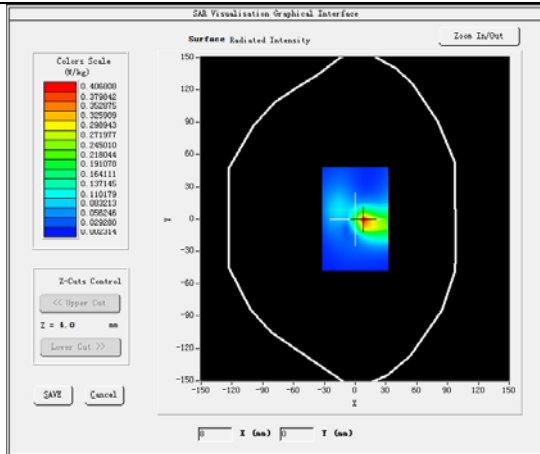 SAR Visualisation Graphical Interface
Surface Radiated Intensity
Zoom In/Out
Colors Scale
(W/kg)
0.406808
0.379842
0.352875
0.325909
0.298943
0.271977
0.245010
0.218044
0.191078
0.164111
0.137145
0.110179
0.083213
0.056246
0.029280
0.002314
150
120
90
60
30
0
-30
-60
-90
-120
-150
Y
-150 -120 -90 -60 -30 0 30 60 90 120 150
X
Z-Cuts Control
<< Upper Cut
Z = 4.0 mm
Lower Cut >>
SAVE Cancel
0 X (mm) 0 Y (mm)